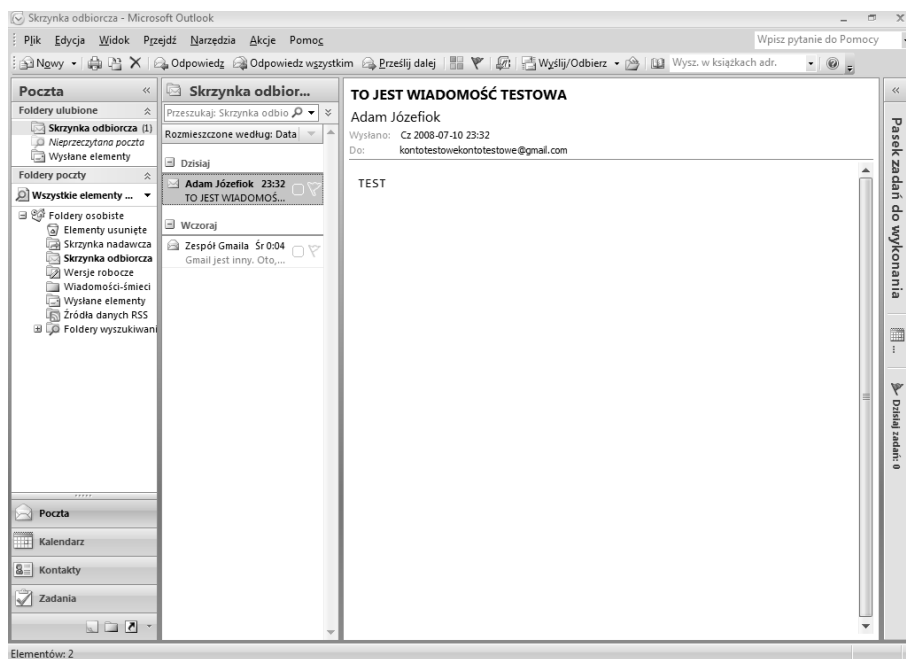 Skrzynka odbiorcza - Microsoft Outlook
Plik Edycja Widok Przejdź Narzędzia Akcje Pomoc
Wpisz pytanie do Pomocy
Nowy Odpowiedz Odpowiedz wszystkim Prześlij dalej Wyślij/Odbierz Wysz. w książkach adr.
Poczta
Foldery ulubione
Skrzynka odbiorcza (1)
Nieprzeczytana poczta
Wysłane elementy
Foldery poczty
Wszystkie elementy ...
Foldery osobiste
Elementy usunięte
Skrzynka nadawcza
Skrzynka odbiorcza
Wersje robocze
Wiadomości-śmieci
Wysłane elementy
Źródła danych RSS
Foldery wyszukiwani
Poczta
Kalendarz
Kontakty
Zadania
Skrzynka odbior...
Przeszukaj: Skrzynka odbio
Rozmieszczone według: Data
Dzisiaj
Adam Józefiok 23:32
TO JEST WIADOMOŚ...
Wczoraj
Zespół Gmaila Śr 0:04
Gmail jest inny. Oto,...
TO JEST WIADOMOŚĆ TESTOWA
Adam Józefiok
Wysłano: Cz 2008-07-10 23:32
Do: kontotestowekontotestowe@gmail.com
TEST
Pasek zadań do wykonania
...
Dzisiaj zadań: 0
Elementów: 2